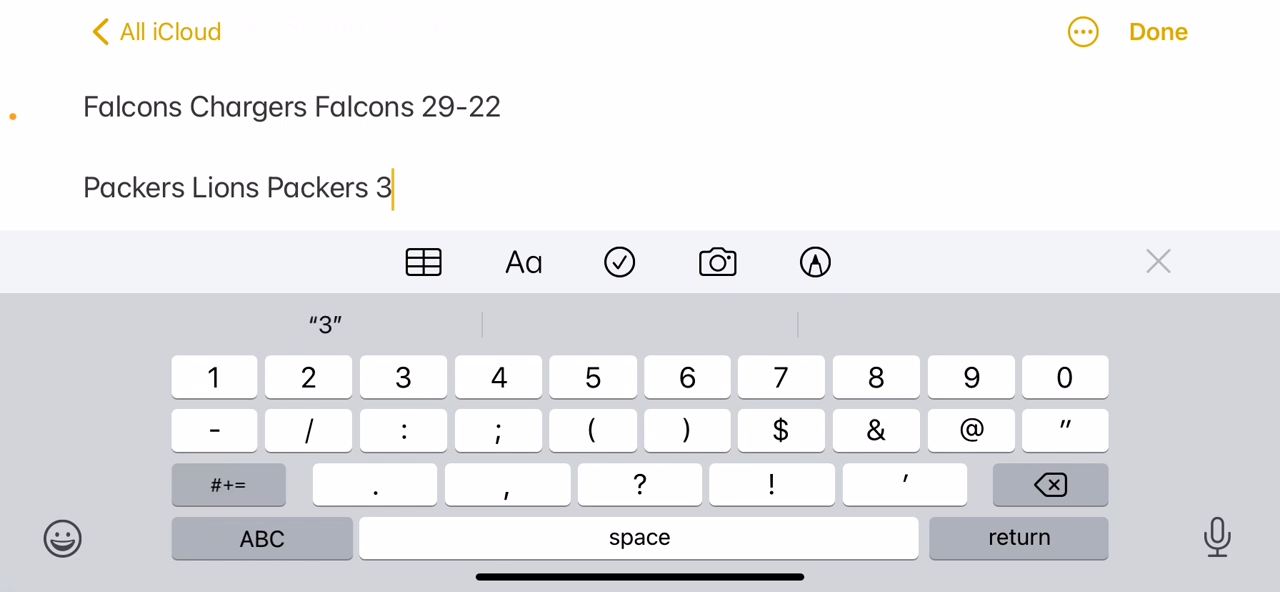 All iCloud
Done
Falcons Chargers Falcons 29-22
Packers Lions Packers 3
Aa
“3”
1 2 3 4 5 6 7 8 9 0
- / : ; ( ) $ & @ "
#+= . , ? ! '
ABC space return